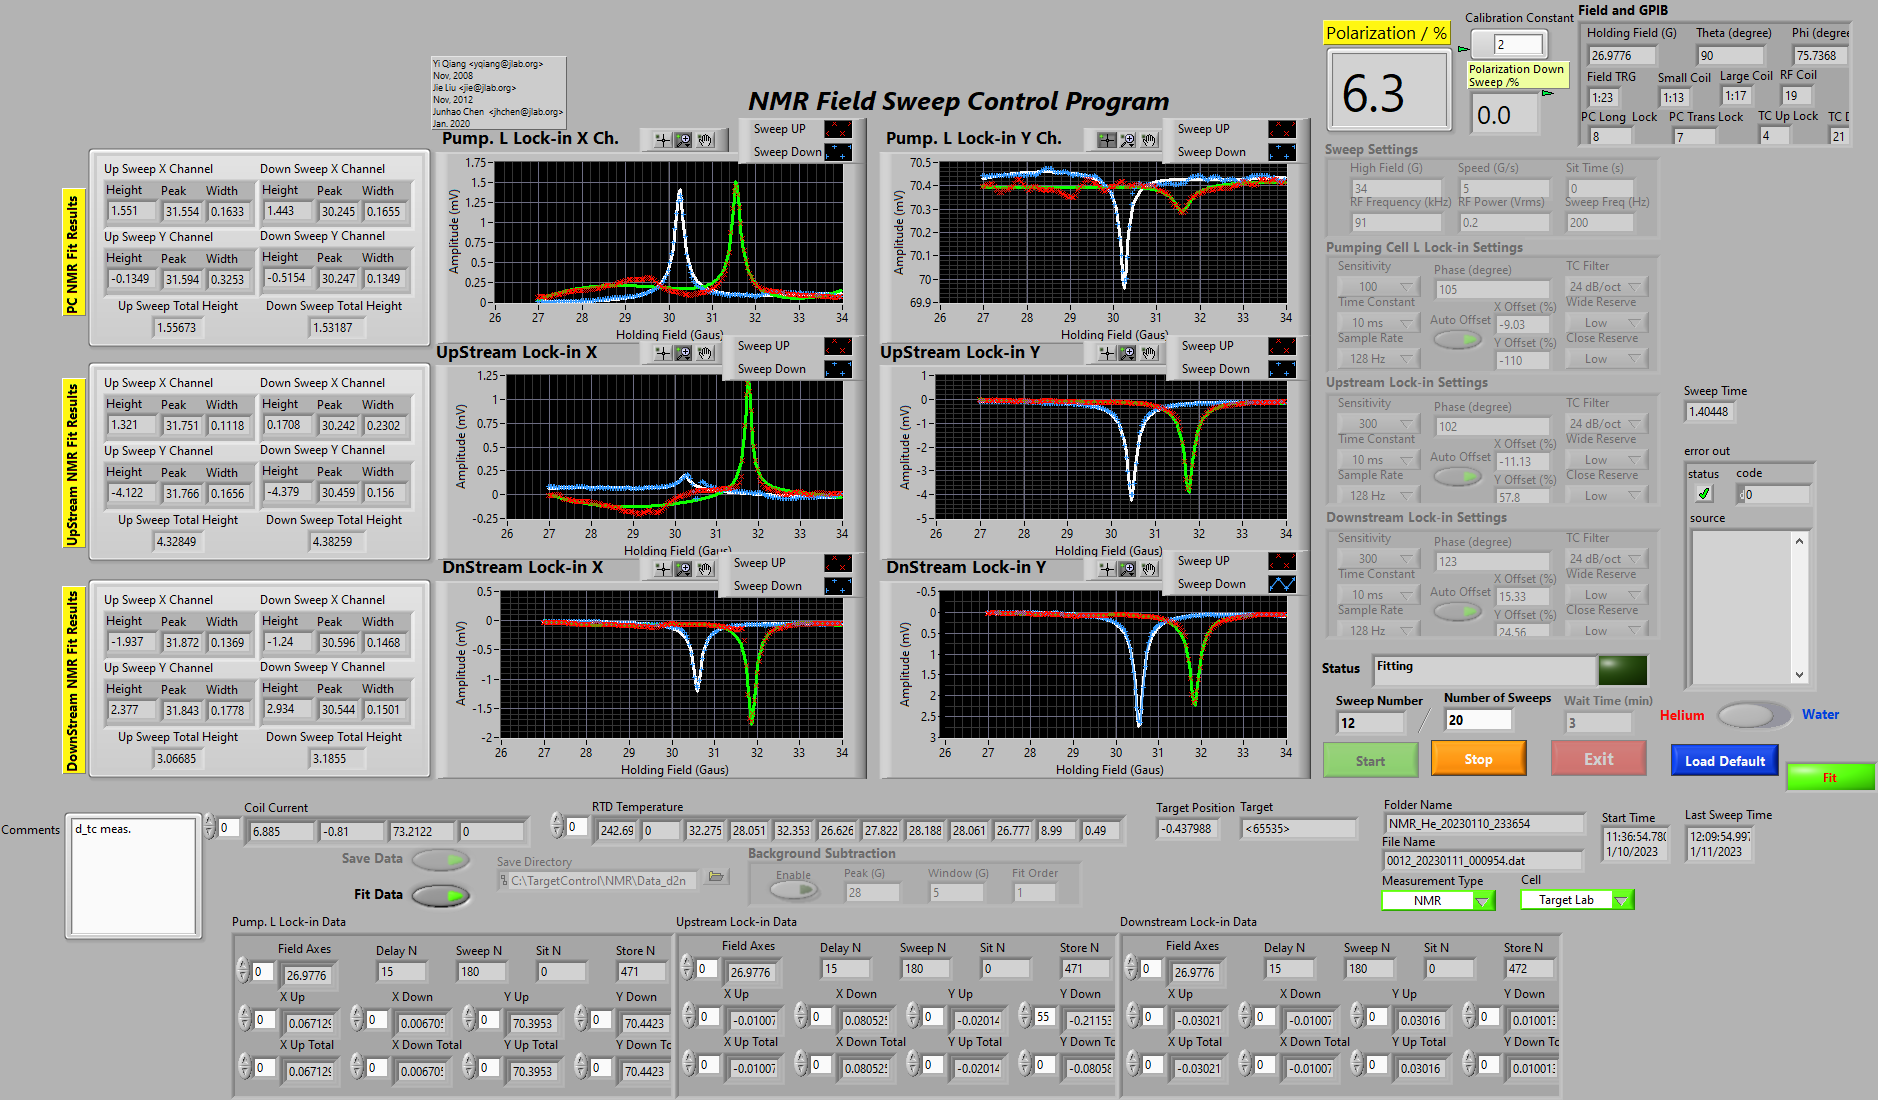 Yi Qiang <yqiang@jlab.org>
Nov, 2008
Jie Liu <jie@jlab.org>
Nov, 2012
Junhao Chen <jhchen@jlab.org>
Jan. 2020
NMR Field Sweep Control Program
Polarization / %
6.3
Calibration Constant
2
Polarization Down
Sweep /%
0.0
Field and GPIB
Holding Field (G) Theta (degree) Phi (degree
26.9776 90 75.7368
Field TRG Small Coil Large Coil RF Coil
1:23 1:13 1:17 19
PC Long Lock PC Trans Lock TC Up Lock TC D
8 7 4 21
PC NMR Fit Results
Up Sweep X Channel Down Sweep X Channel
Height Peak Width Height Peak Width
1.551 31.554 0.1633 1.443 30.245 0.1655
Up Sweep Y Channel Down Sweep Y Channel
Height Peak Width Height Peak Width
-0.1349 31.594 0.3253 -0.5154 30.247 0.1349
Up Sweep Total Height Down Sweep Total Height
1.55673 1.53187
Pump. L Lock-in X Ch.
Sweep UP
Sweep Down
Amplitude (mV)
1.75
1.5
1.25
1
0.75
0.5
0.25
0
26 27 28 29 30 31 32 33 34
Holding Field (Gaus)
Pump. L Lock-in Y Ch.
Sweep UP
Sweep Down
Amplitude (mV)
70.5
70.4
70.3
70.2
70.1
70
69.9
26 27 28 29 30 31 32 33 34
Holding Field (Gaus)
UpStream NMR Fit Results
Up Sweep X Channel Down Sweep X Channel
Height Peak Width Height Peak Width
1.321 31.751 0.1118 0.1708 30.242 0.2302
Up Sweep Y Channel Down Sweep Y Channel
Height Peak Width Height Peak Width
-4.122 31.766 0.1656 -4.379 30.459 0.156
Up Sweep Total Height Down Sweep Total Height
4.32849 4.38259
UpStream Lock-in X
Sweep UP
Sweep Down
Amplitude (mV)
1.25
1
0.75
0.5
0.25
0
-0.25
26 27 28 29 30 31 32 33 34
Holding Field (Gaus)
UpStream Lock-in Y
Sweep UP
Sweep Down
Amplitude (mV)
1
0
-1
-2
-3
-4
-5
26 27 28 29 30 31 32 33 34
Holding Field (Gaus)
DownStream NMR Fit Results
Up Sweep X Channel Down Sweep X Channel
Height Peak Width Height Peak Width
-1.937 31.872 0.1369 -1.24 30.596 0.1468
Up Sweep Y Channel Down Sweep Y Channel
Height Peak Width Height Peak Width
2.377 31.843 0.1778 2.934 30.544 0.1501
Up Sweep Total Height Down Sweep Total Height
3.06685 3.1855
DnStream Lock-in X
Sweep UP
Sweep Down
Amplitude (mV)
0.5
0
-0.5
-1
-1.5
-2
26 27 28 29 30 31 32 33 34
Holding Field (Gaus)
DnStream Lock-in Y
Sweep UP
Sweep Down
Amplitude (mV)
-0.5
0
0.5
1
1.5
2
2.5
3
26 27 28 29 30 31 32 33 34
Holding Field (Gaus)
Sweep Settings
High Field (G) Speed (G/s) Sit Time (s)
34 5 0
RF Frequency (kHz) RF Power (Vrms) Sweep Freq (Hz)
91 0.2 200
Pumping Cell L Lock-in Settings
Sensitivity Phase (degree) TC Filter
100 105 24 dB/oct
Time Constant X Offset (%) Wide Reserve
10 ms Auto Offset -9.03 Low
Sample Rate Y Offset (%) Close Reserve
128 Hz -110 Low
Upstream Lock-in Settings
Sensitivity Phase (degree) TC Filter
300 102 24 dB/oct
Time Constant X Offset (%) Wide Reserve
10 ms Auto Offset -11.13 Low
Sample Rate Y Offset (%) Close Reserve
128 Hz 57.8 Low
Downstream Lock-in Settings
Sensitivity Phase (degree) TC Filter
300 123 24 dB/oct
Time Constant X Offset (%) Wide Reserve
10 ms Auto Offset 15.33 Low
Sample Rate Y Offset (%) Close Reserve
128 Hz 24.56 Low
Sweep Time
1.40448
error out
status code
0
source
Status Fitting
Sweep Number Number of Sweeps Wait Time (min)
12 / 20 3
Helium Water
Start Stop Exit Load Default Fit
Comments
d_tc meas.
Coil Current
0 6.885 -0.81 73.2122 0
RTD Temperature
0 242.69 0 32.275 28.051 32.353 26.626 27.822 28.188 28.061 26.777 8.99 0.49
Target Position Target
-0.437988 <65535>
Folder Name
NMR_He_20230110_233654
File Name
0012_20230111_000954.dat
Measurement Type Cell
NMR Target Lab
Start Time
11:36:54.780
1/10/2023
Last Sweep Time
12:09:54.997
1/11/2023
Save Data
Fit Data
Save Directory
C:\TargetControl\NMR\Data_d2n
Background Subtraction
Enable Peak (G) Window (G) Fit Order
28 5 1
Pump. L Lock-in Data
Field Axes Delay N Sweep N Sit N Store N
0 26.9776 15 180 0 471
X Up X Down Y Up Y Down
0 0.067129 0 0.006705 0 70.3953 0 70.4423
X Up Total X Down Total Y Up Total Y Down To
0 0.067129 0 0.006705 0 70.3953 0 70.4423
Upstream Lock-in Data
Field Axes Delay N Sweep N Sit N Store N
0 26.9776 15 180 0 471
X Up X Down Y Up Y Down
0 -0.01007 0 0.080525 0 -0.02014 55 -0.21153
X Up Total X Down Total Y Up Total Y Down To
0 -0.01007 0 0.080525 0 -0.02014 0 -0.08058
Downstream Lock-in Data
Field Axes Delay N Sweep N Sit N Store N
0 26.9776 15 180 0 472
X Up X Down Y Up Y Down
0 -0.03021 0 -0.01007 0 0.03016 0 0.010013
X Up Total X Down Total Y Up Total Y Down To
0 -0.03021 0 -0.01007 0 0.03016 0 0.010013